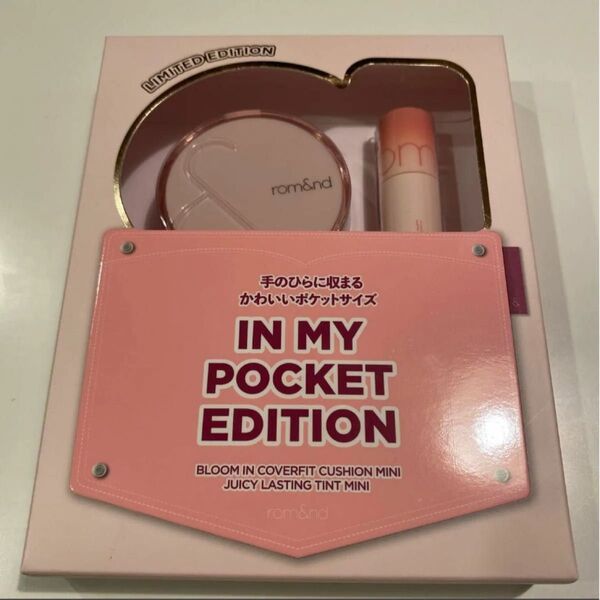 LIMITED EDITION
rom&nd
om
手のひらに収まる
かわいいポケットサイズ
IN MY
POCKET
EDITION
BLOOM IN COVERFIT CUSHION MINI
JUICY LASTING TINT MINI
rom&nd